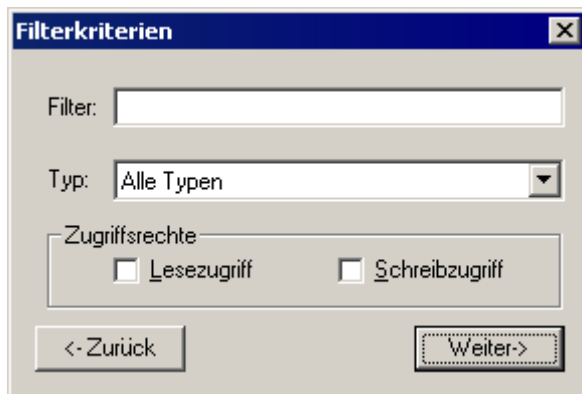 Filterkriterien
Filter:
Typ: Alle Typen
Zugriffsrechte
Lesezugriff Schreibzugriff
<- Zurück Weiter->